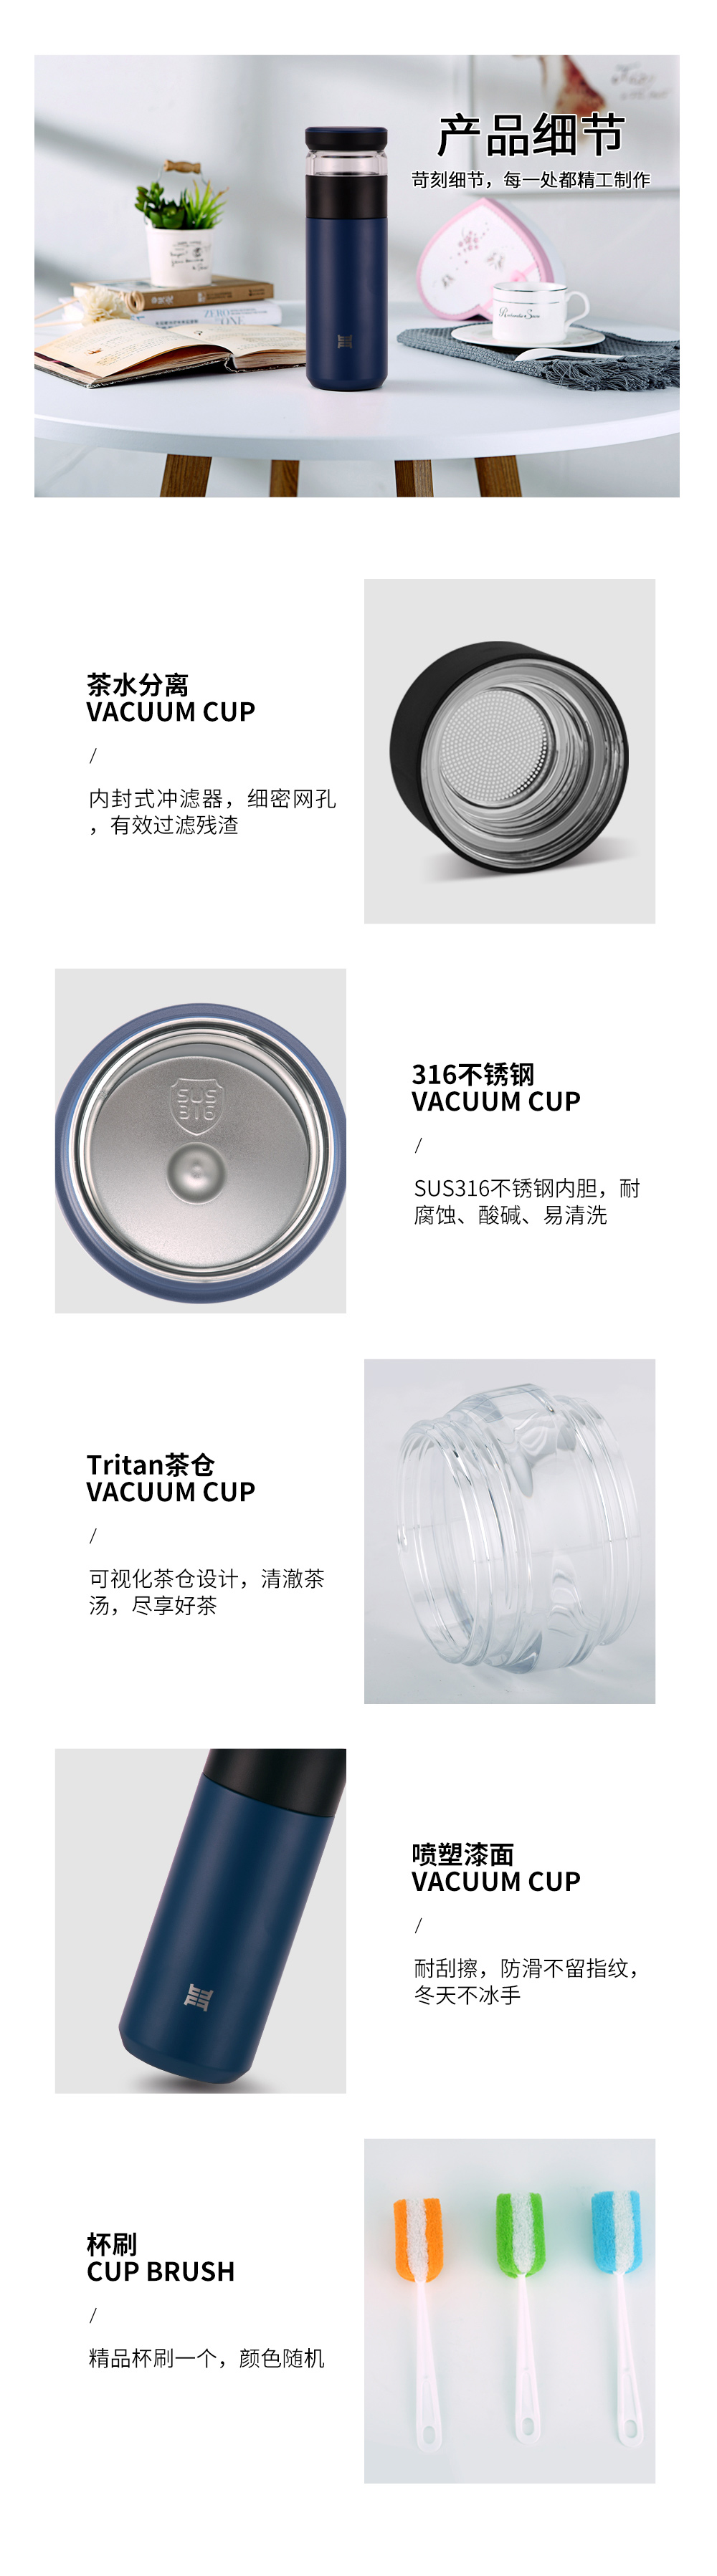 产品细节
苛刻细节，每一处都精工制作
ZERO
ONE
茶水分离
VACUUM CUP
/
内封式冲滤器，细密网孔
，有效过滤残渣
SUS
316
316不锈钢
VACUUM CUP
/
SUS316不锈钢内胆，耐
腐蚀、酸碱、易清洗
Tritan茶仓
VACUUM CUP
/
可视化茶仓设计，清澈茶
汤，尽享好茶
喷塑漆面
VACUUM CUP
/
耐刮擦，防滑不留指纹，
冬天不冰手
杯刷
CUP BRUSH
/
精品杯刷一个，颜色随机